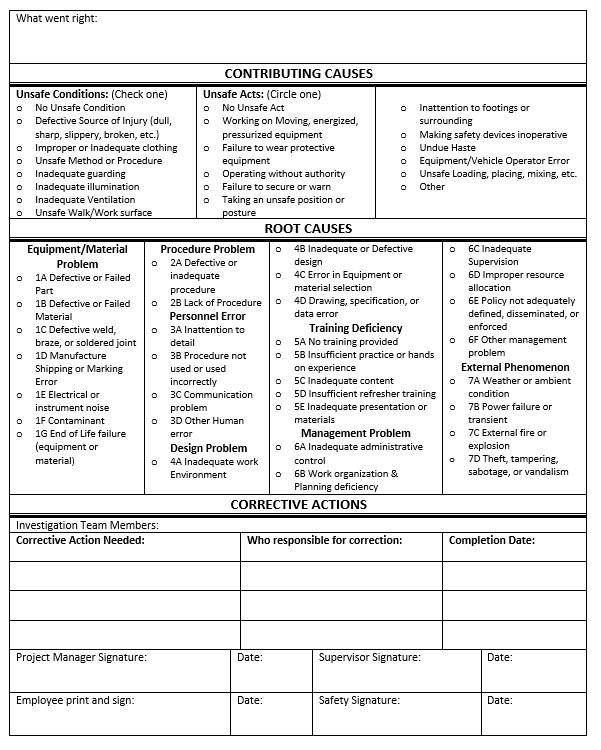 What went right:
CONTRIBUTING CAUSES
Unsafe Conditions: (Check one)
o No Unsafe Condition
o Defective Source of Injury (dull,
sharp, slippery, broken, etc.)
o Improper or Inadequate clothing
o Unsafe Method or Procedure
o Inadequate guarding
o Inadequate illumination
o Inadequate Ventilation
o Unsafe Walk/Work surface
Unsafe Acts: (Circle one)
o No Unsafe Act
o Working on Moving, energized,
pressurized equipment
o Failure to wear protective
equipment
o Operating without authority
o Failure to secure or warn
o Taking an unsafe position or
posture
o Inattention to footings or
surrounding
o Making safety devices inoperative
o Undue Haste
o Equipment/Vehicle Operator Error
o Unsafe Loading, placing, mixing, etc.
o Other
ROOT CAUSES
Equipment/Material
Problem
o 1A Defective or Failed
Part
o 1B Defective or Failed
Material
o 1C Defective weld,
braze, or soldered joint
o 1D Manufacture
Shipping or Marking
Error
o 1E Electrical or
instrument noise
o 1F Contaminant
o 1G End of Life failure
(equipment or
material)
Procedure Problem
o 2A Defective or
inadequate
procedure
o 2B Lack of Procedure
Personnel Error
o 3A Inattention to
detail
o 3B Procedure not
used or used
incorrectly
o 3C Communication
problem
o 3D Other Human
error
Design Problem
o 4A Inadequate work
Environment
o 4B Inadequate or Defective
design
o 4C Error in Equipment or
material selection
o 4D Drawing, specification, or
data error
Training Deficiency
o 5A No training provided
o 5B Insufficient practice or hands
on experience
o 5C Inadequate content
o 5D Insufficient refresher training
o 5E Inadequate presentation or
materials
Management Problem
o 6A Inadequate administrative
control
o 6B Work organization &
Planning deficiency
o 6C Inadequate
Supervision
o 6D Improper resource
allocation
o 6E Policy not adequately
defined, disseminated, or
enforced
o 6F Other management
problem
External Phenomenon
o 7A Weather or ambient
condition
o 7B Power failure or
transient
o 7C External fire or
explosion
o 7D Theft, tampering,
sabotage, or vandalism
CORRECTIVE ACTIONS
Investigation Team Members:
Corrective Action Needed: Who responsible for correction: Completion Date:
Project Manager Signature: Date: Supervisor Signature: Date:
Employee print and sign: Date: Safety Signature: Date: